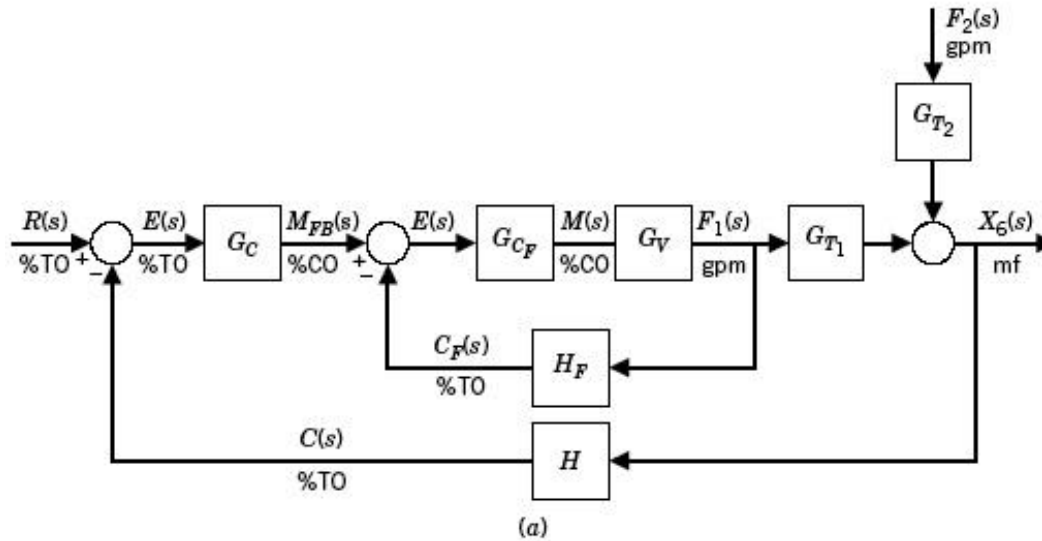 F2(s)
gpm
GT2
R(s) E(s) MFB(s) E(s) M(s) F1(s) X6(s)
GC GCF GV GT1
+ − + −
%TO %TO %CO %CO gpm mf
CF(s)
HF
%TO
C(s)
H
%TO
(a)